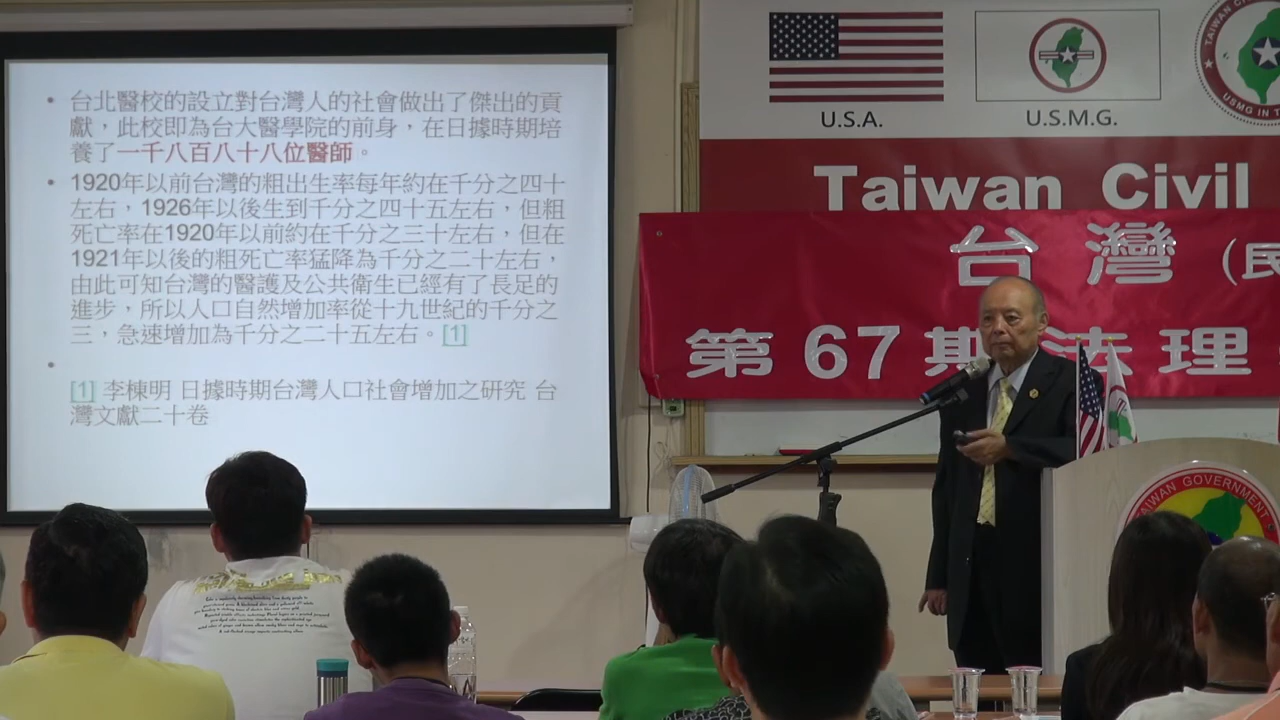 • 台北醫校的設立對台灣人的社會做出了傑出的貢
獻，此校即為台大醫學院的前身，在日據時期培
養了一千八百八十八位醫師。
• 1920年以前台灣的粗出生率每年約在千分之四十
左右，1926年以後生到千分之四十五左右，但粗
死亡率在1920年以前約在千分之三十左右，但在
1921年以後的粗死亡率猛降為千分之二十左右，
由此可知台灣的醫護及公共衛生已經有了長足的
進步，所以人口自然增加率從十九世紀的千分之
三，急速增加為千分之二十五左右。[1]
•
[1] 李棟明 日據時期台灣人口社會增加之研究 台
灣文獻二十卷
U.S.A.
U.S.M.G.
USMG IN T
Taiwan Civil
台灣（民
第67期法理
TAIWAN GOVERNMENT